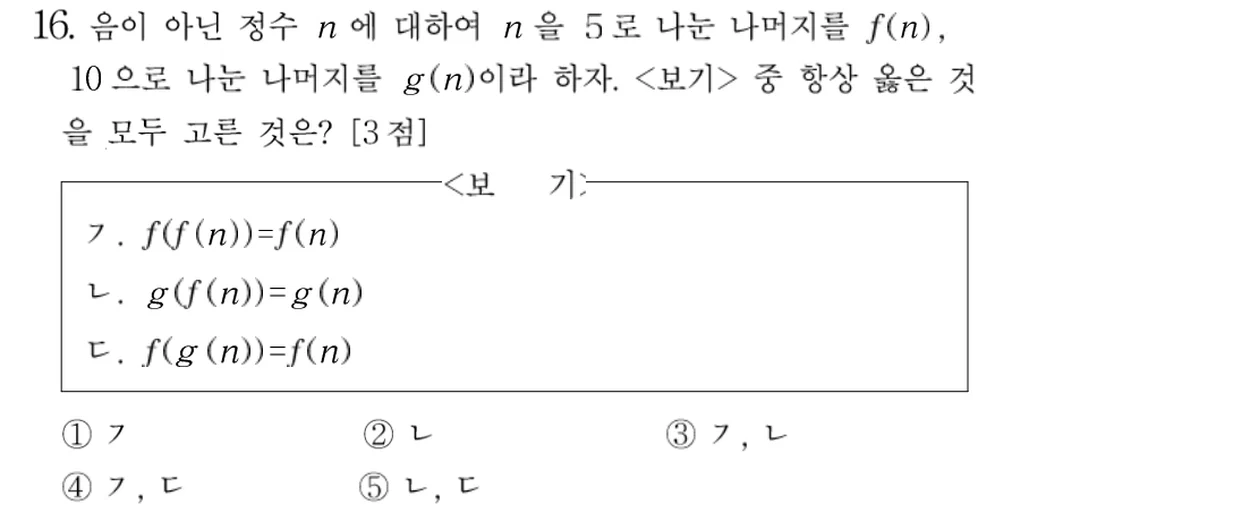 16. 음이 아닌 정수 n 에 대하여 n 을 5로 나눈 나머지를 f(n),
10 으로 나눈 나머지를 g(n)이라 하자. <보기> 중 항상 옳은 것
을 모두 고른 것은? [3점]
<보 기>
ㄱ. f(f(n))=f(n)
ㄴ. g(f(n))=g(n)
ㄷ. f(g(n))=f(n)
① ㄱ ② ㄴ ③ ㄱ, ㄴ
④ ㄱ, ㄷ ⑤ ㄴ, ㄷ